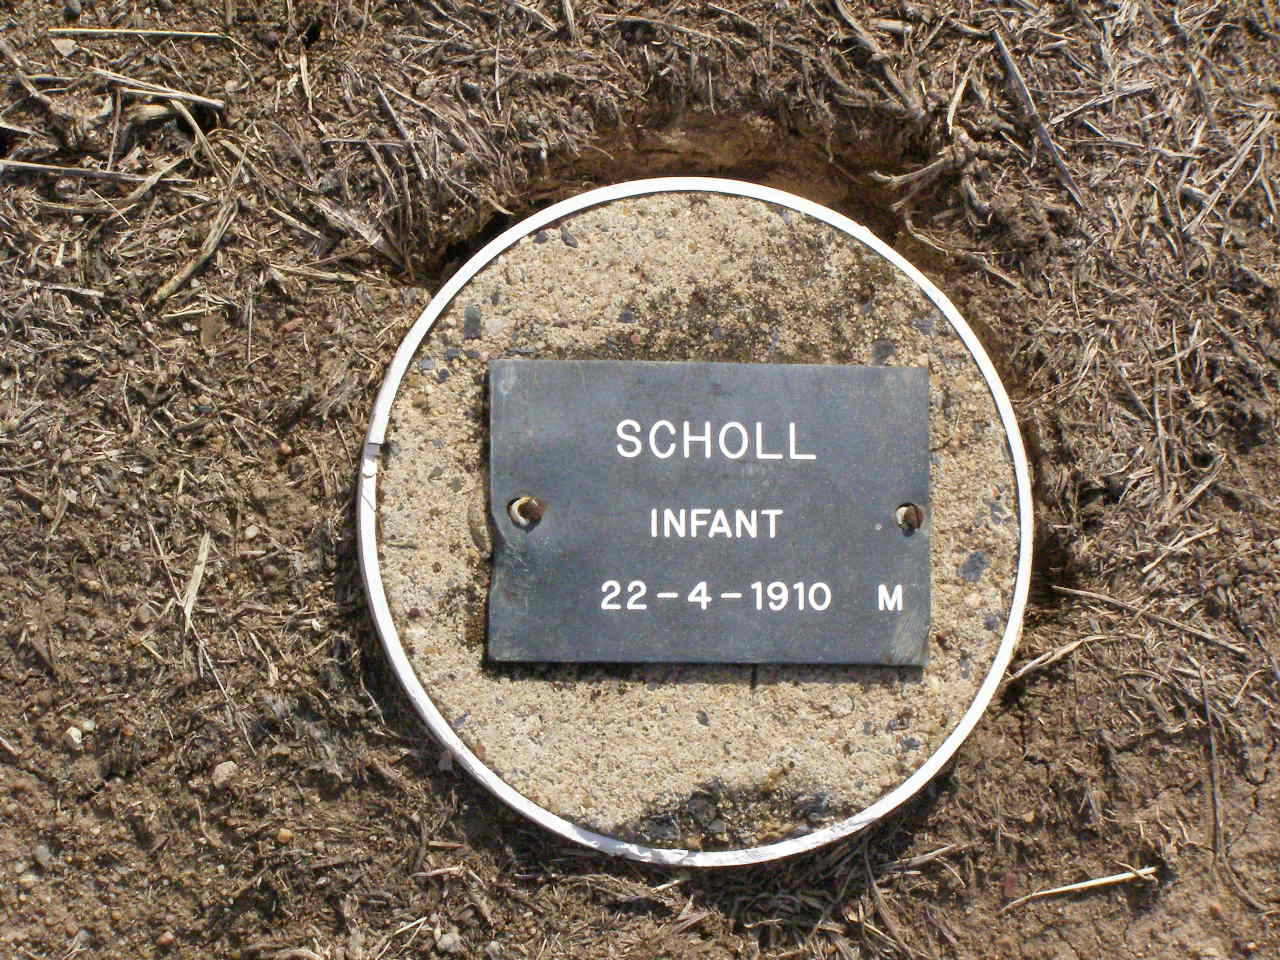 SCHOLL
INFANT
22-4-1910 M